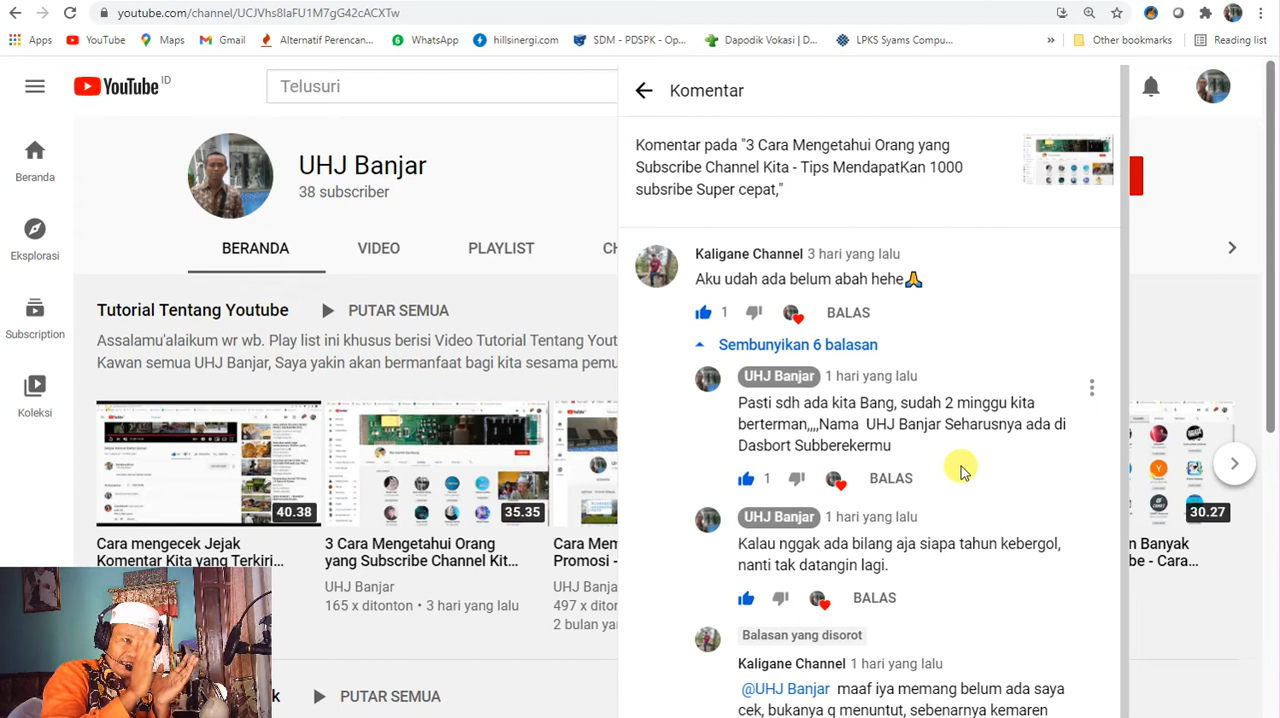 youtube.com/channel/UCJVhs8laFU1M7gG42cACXTw
Apps YouTube Maps Gmail Alternatif Perencan... WhatsApp hillsinergi.com SDM - PDSPK - Op... Dapodik Vokasi | D... LPKS Syams Compu... » Other bookmarks Reading list
YouTube ID
Telusuri
Beranda
Eksplorasi
Subscription
Koleksi
UHJ Banjar
38 subscriber
BERANDA VIDEO PLAYLIST CH
Tutorial Tentang Youtube PUTAR SEMUA
Assalamu'alaikum wr wb. Play list ini khusus berisi Video Tutorial Tentang Yout
Kawan semua UHJ Banjar, Saya yakin akan bermanfaat bagi kita sesama pemu
40.38
35.35
30.27
Cara mengecek Jejak
Komentar Kita yang Terkiri...
3 Cara Mengetahui Orang
yang Subscribe Channel Kit...
UHJ Banjar
165 x ditonton • 3 hari yang lalu
Cara Mem
Promosi -
UHJ Banjar
497 x diton
2 bulan yan
n Banyak
e - Cara...
k PUTAR SEMUA
Komentar
Komentar pada "3 Cara Mengetahui Orang yang
Subscribe Channel Kita - Tips MendapatKan 1000
subsribe Super cepat,"
Kaligane Channel 3 hari yang lalu
Aku udah ada belum abah hehe🙏
1 BALAS
Sembunyikan 6 balasan
UHJ Banjar 1 hari yang lalu
Pasti sdh ada kita Bang, sudah 2 minggu kita
berterman,,,,Nama UHJ Banjar Seharusnya ada di
Dasbort Subberekermu
1 BALAS
UHJ Banjar 1 hari yang lalu
Kalau nggak ada bilang aja siapa tahun kebergol,
nanti tak datangin lagi.
BALAS
Balasan yang disorot
Kaligane Channel 1 hari yang lalu
@UHJ Banjar maaf iya memang belum ada saya
cek, bukanya q menuntut, sebenarnya kemaren